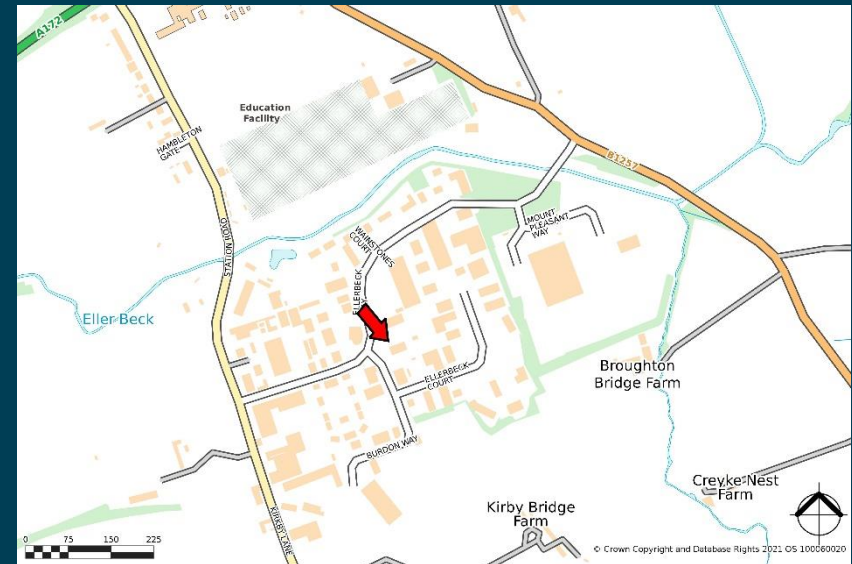 A172
Education
Facility
HAMBLETON
GATE
B1257
STATION ROAD
WAINSTONES
COURT
MOUNT
PLEASANT
WAY
ELLERBECK
Eller Beck
ELLERBECK
COURT
Broughton
Bridge Farm
BURDON WAY
Creyke Nest
Farm
Kirby Bridge
Farm
KIRKBY LANE
0 75 150 225
© Crown Copyright and Database Rights 2021 OS 100060020